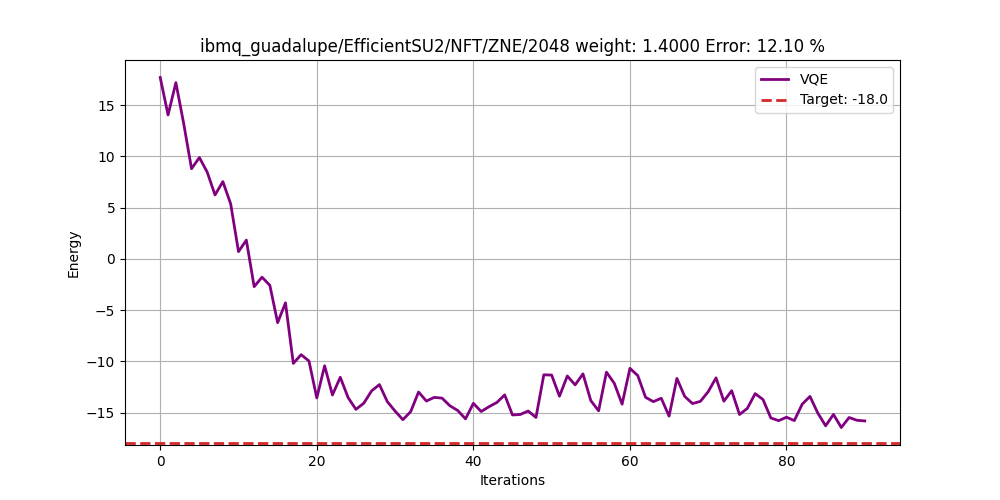 ibmq_guadalupe/EfficientSU2/NFT/ZNE/2048 weight: 1.4000 Error: 12.10 %
VQE
Target: -18.0
15
10
5
0
−5
−10
−15
Energy
0 20 40 60 80
Iterations